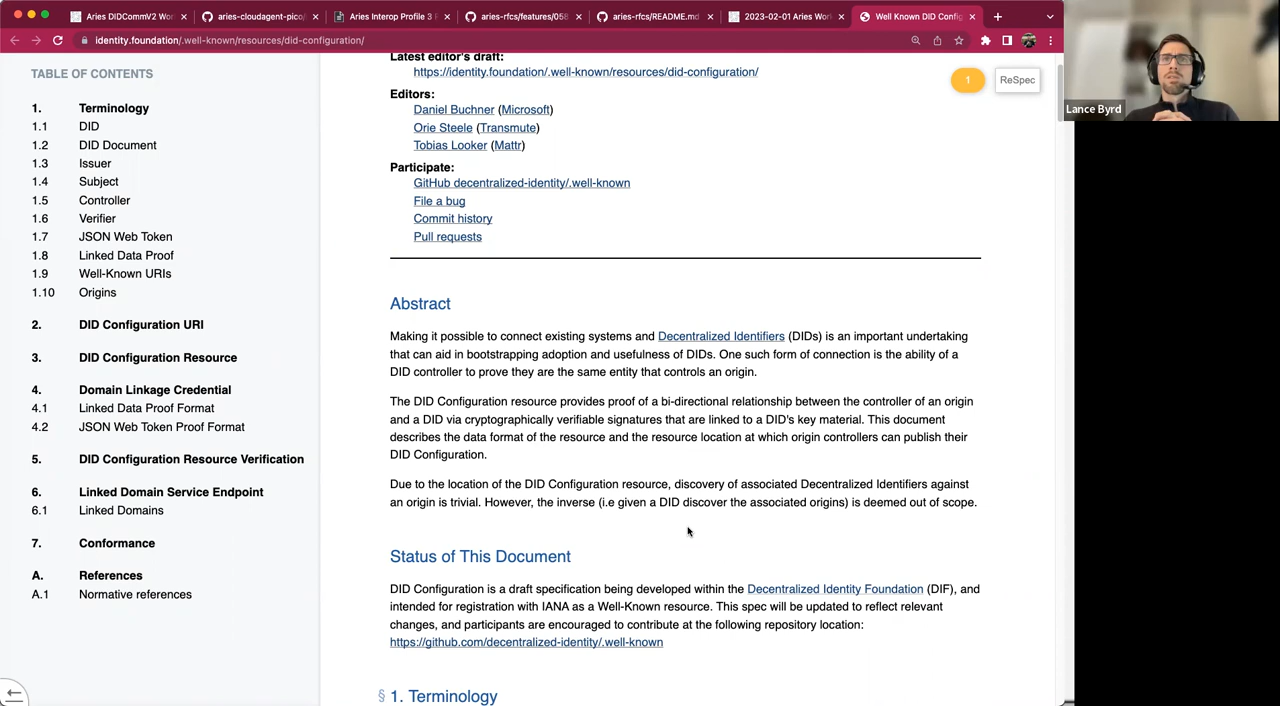 Aries DIDCommV2 Wor
aries-cloudagent-pico/
Aries Interop Profile 3 F
aries-rfcs/features/058
aries-rfcs/README.md
2023-02-01 Aries Work
Well Known DID Config
identity.foundation/.well-known/resources/did-configuration/
TABLE OF CONTENTS
1. Terminology
1.1 DID
1.2 DID Document
1.3 Issuer
1.4 Subject
1.5 Controller
1.6 Verifier
1.7 JSON Web Token
1.8 Linked Data Proof
1.9 Well-Known URIs
1.10 Origins
2. DID Configuration URI
3. DID Configuration Resource
4. Domain Linkage Credential
4.1 Linked Data Proof Format
4.2 JSON Web Token Proof Format
5. DID Configuration Resource Verification
6. Linked Domain Service Endpoint
6.1 Linked Domains
7. Conformance
A. References
A.1 Normative references
Latest editor's draft:
https://identity.foundation/.well-known/resources/did-configuration/
Editors:
Daniel Buchner (Microsoft)
Orie Steele (Transmute)
Tobias Looker (Mattr)
Participate:
GitHub decentralized-identity/.well-known
File a bug
Commit history
Pull requests
1
ReSpec
Lance Byrd
Abstract
Making it possible to connect existing systems and Decentralized Identifiers (DIDs) is an important undertaking
that can aid in bootstrapping adoption and usefulness of DIDs. One such form of connection is the ability of a
DID controller to prove they are the same entity that controls an origin.
The DID Configuration resource provides proof of a bi-directional relationship between the controller of an origin
and a DID via cryptographically verifiable signatures that are linked to a DID's key material. This document
describes the data format of the resource and the resource location at which origin controllers can publish their
DID Configuration.
Due to the location of the DID Configuration resource, discovery of associated Decentralized Identifiers against
an origin is trivial. However, the inverse (i.e given a DID discover the associated origins) is deemed out of scope.
Status of This Document
DID Configuration is a draft specification being developed within the Decentralized Identity Foundation (DIF), and
intended for registration with IANA as a Well-Known resource. This spec will be updated to reflect relevant
changes, and participants are encouraged to contribute at the following repository location:
https://github.com/decentralized-identity/.well-known
§ 1. Terminology